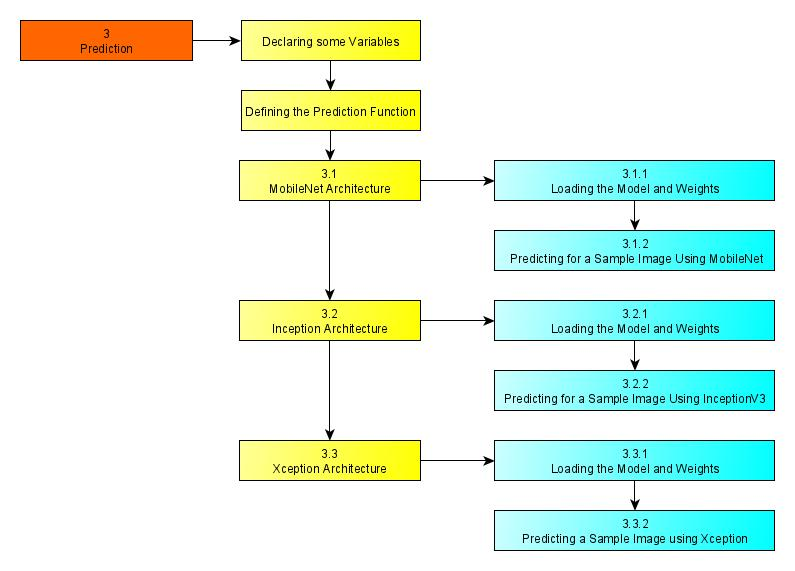 3
Prediction
Declaring some Variables
Defining the Prediction Function
3.1
MobileNet Architecture
3.1.1
Loading the Model and Weights
3.1.2
Predicting for a Sample Image Using MobileNet
3.2
Inception Architecture
3.2.1
Loading the Model and Weights
3.2.2
Predicting for a Sample Image Using InceptionV3
3.3
Xception Architecture
3.3.1
Loading the Model and Weights
3.3.2
Predicting a Sample Image using Xception